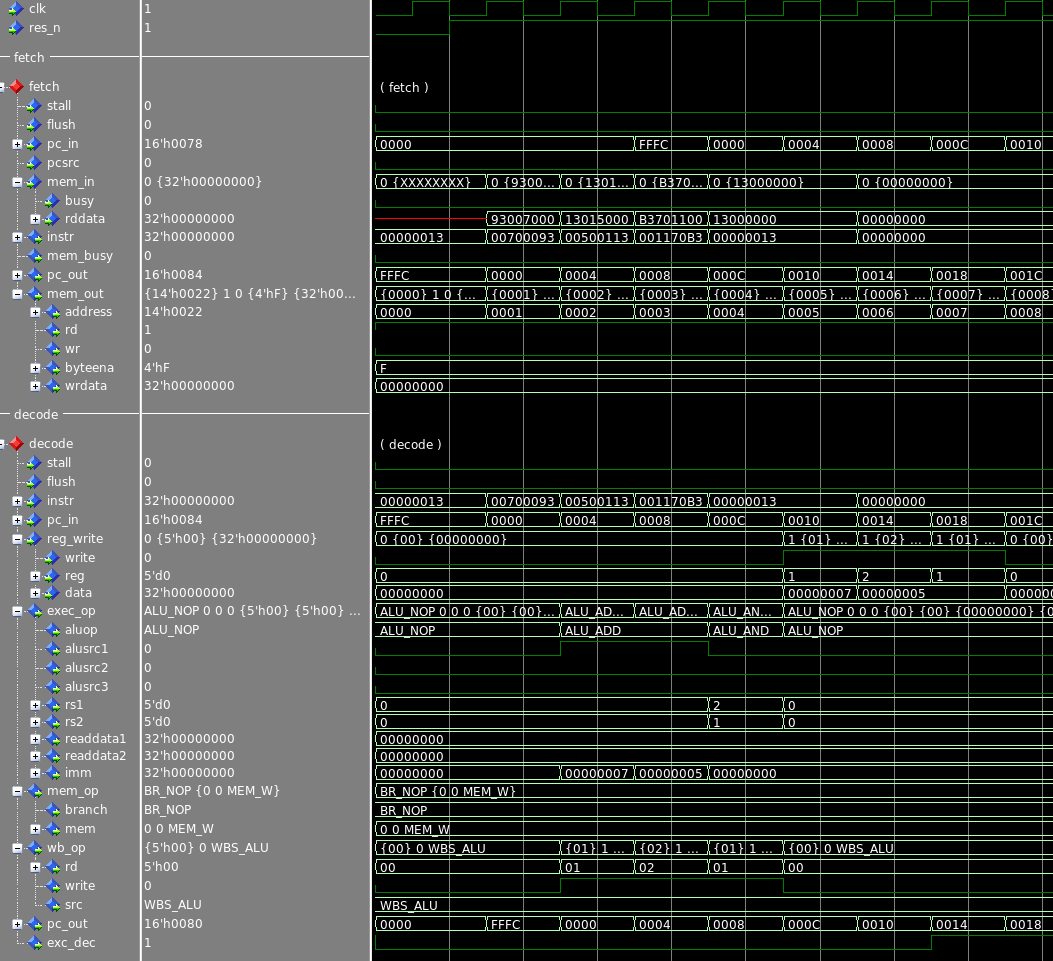 clk 1
res_n 1
fetch
fetch ( fetch )
stall 0
flush 0
pc_in 16'h0078 0000 FFFC 0000 0004 0008 000C 0010
pcsrc 0
mem_in 0 {32'h00000000} 0 {XXXXXXXX} 0 {9300... 0 {1301... 0 {B370... 0 {13000000} 0 {00000000}
busy 0
rddata 32'h00000000 93007000 13015000 B3701100 13000000 00000000
instr 32'h00000000 00000013 00700093 00500113 001170B3 00000013 00000000
mem_busy 0
pc_out 16'h0084 FFFC 0000 0004 0008 000C 0010 0014 0018 001C
mem_out {14'h0022} 1 0 {4'hF} {32'h00... {0000} 1 0 {... {0001} ... {0002} ... {0003} ... {0004} ... {0005} ... {0006} ... {0007} ... {0008}
address 14'h0022 0000 0001 0002 0003 0004 0005 0006 0007 0008
rd 1
wr 0
byteena 4'hF F
wrdata 32'h00000000 00000000
decode
decode ( decode )
stall 0
flush 0
instr 32'h00000000 00000013 00700093 00500113 001170B3 00000013 00000000
pc_in 16'h0084 FFFC 0000 0004 0008 000C 0010 0014 0018 001C
reg_write 0 {5'h00} {32'h00000000} 0 {00} {00000000} 1 {01} ... 1 {02} ... 1 {01} ... 0 {00}
write 0
reg 5'd0 0 1 2 1 0
data 32'h00000000 00000000 00000007 00000005 000000
exec_op ALU_NOP 0 0 0 {5'h00} {5'h00} ... ALU_NOP 0 0 0 {00} {00}... ALU_AD... ALU_AD... ALU_AN... ALU_NOP 0 0 0 {00} {00} {00000000} {0
aluop ALU_NOP ALU_NOP ALU_ADD ALU_AND ALU_NOP
alusrc1 0
alusrc2 0
alusrc3 0
rs1 5'd0 0 2 0
rs2 5'd0 0 1 0
readdata1 32'h00000000 00000000
readdata2 32'h00000000 00000000
imm 32'h00000000 00000000 00000007 00000005 00000000
mem_op BR_NOP {0 0 MEM_W} BR_NOP {0 0 MEM_W}
branch BR_NOP BR_NOP
mem 0 0 MEM_W 0 0 MEM_W
wb_op {5'h00} 0 WBS_ALU {00} 0 WBS_ALU {01} 1 ... {02} 1 ... {01} 1 ... {00} 0 WBS_ALU
rd 5'h00 00 01 02 01 00
write 0
src WBS_ALU WBS_ALU
pc_out 16'h0080 0000 FFFC 0000 0004 0008 000C 0010 0014 0018
exc_dec 1